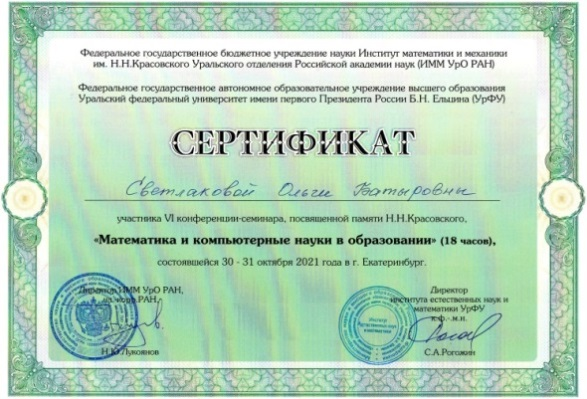 Федеральное государственное бюджетное учреждение науки Институт математики и механики
им. Н.Н.Красовского Уральского отделения Российской академии наук (ИММ УрО РАН)
Федеральное государственное автономное образовательное учреждение высшего образования
Уральский федеральный университет имени первого Президента России Б.Н. Ельцина (УрФУ)
СЕРТИФИКАТ
Светлаковой Ольги Батыровны
участника VI конференции-семинара, посвященной памяти Н.Н.Красовского,
«Математика и компьютерные науки в образовании» (18 часов),
состоявшейся 30 - 31 октября 2021 года в г. Екатеринбург.
Директор ИММ УрО РАН,
чл.-корр. РАН,
Н.Ю.Лукоянов
Директор
института естественных наук и
математики УрФУ
к.ф.-м.н.
С.А.Рогожин